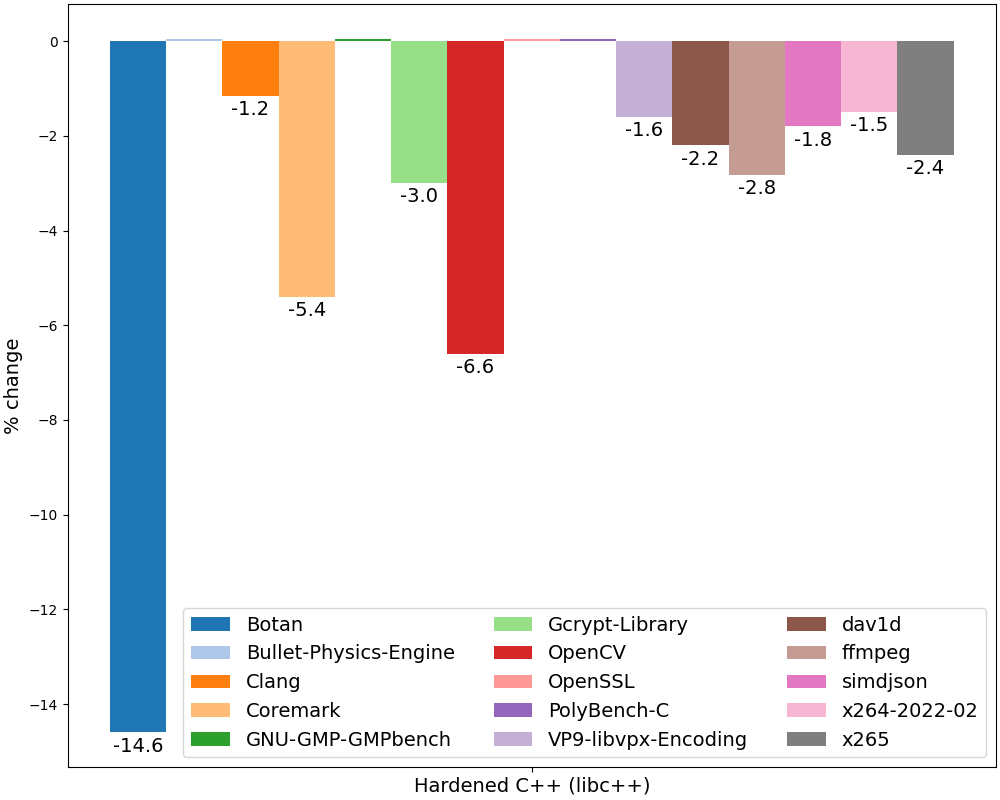 0
−2
−4
−6
−8
−10
−12
−14
% change
-14.6
-1.2
-5.4
-3.0
-6.6
-1.6
-2.2
-2.8
-1.8
-1.5
-2.4
Botan
Bullet-Physics-Engine
Clang
Coremark
GNU-GMP-GMPbench
Gcrypt-Library
OpenCV
OpenSSL
PolyBench-C
VP9-libvpx-Encoding
dav1d
ffmpeg
simdjson
x264-2022-02
x265
Hardened C++ (libc++)